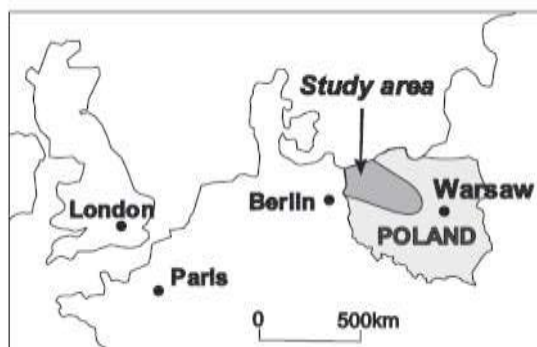 Study area
London
Berlin
Warsaw
POLAND
Paris
0 500km